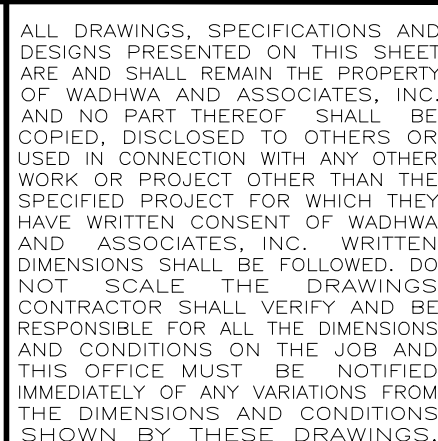 ALL DRAWINGS, SPECIFICATIONS AND
DESIGNS PRESENTED ON THIS SHEET
ARE AND SHALL REMAIN THE PROPERTY
OF WADHWA AND ASSOCIATES, INC.
AND NO PART THEREOF SHALL BE
COPIED, DISCLOSED TO OTHERS OR
USED IN CONNECTION WITH ANY OTHER
WORK OR PROJECT OTHER THAN THE
SPECIFIED PROJECT FOR WHICH THEY
HAVE WRITTEN CONSENT OF WADHWA
AND ASSOCIATES, INC. WRITTEN
DIMENSIONS SHALL BE FOLLOWED. DO
NOT SCALE THE DRAWINGS
CONTRACTOR SHALL VERIFY AND BE
RESPONSIBLE FOR ALL THE DIMENSIONS
AND CONDITIONS ON THE JOB AND
THIS OFFICE MUST BE NOTIFIED
IMMEDIATELY OF ANY VARIATIONS FROM
THE DIMENSIONS AND CONDITIONS
SHOWN BY THESE DRAWINGS.